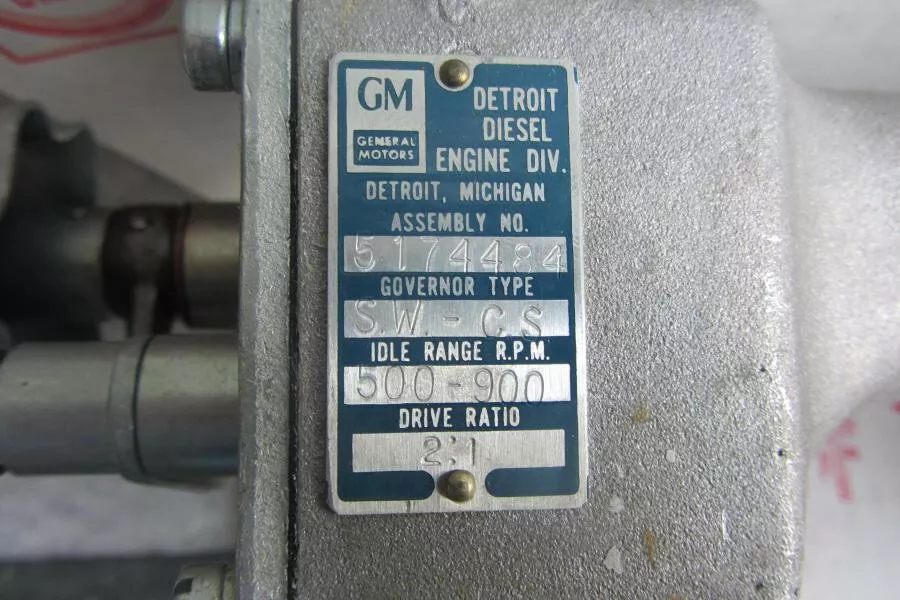 GM
GENERAL
MOTORS
DETROIT
DIESEL
ENGINE DIV.
DETROIT, MICHIGAN
ASSEMBLY NO.
5174484
GOVERNOR TYPE
S.W.-CS
IDLE RANGE R.P.M.
500-900
DRIVE RATIO
2:1